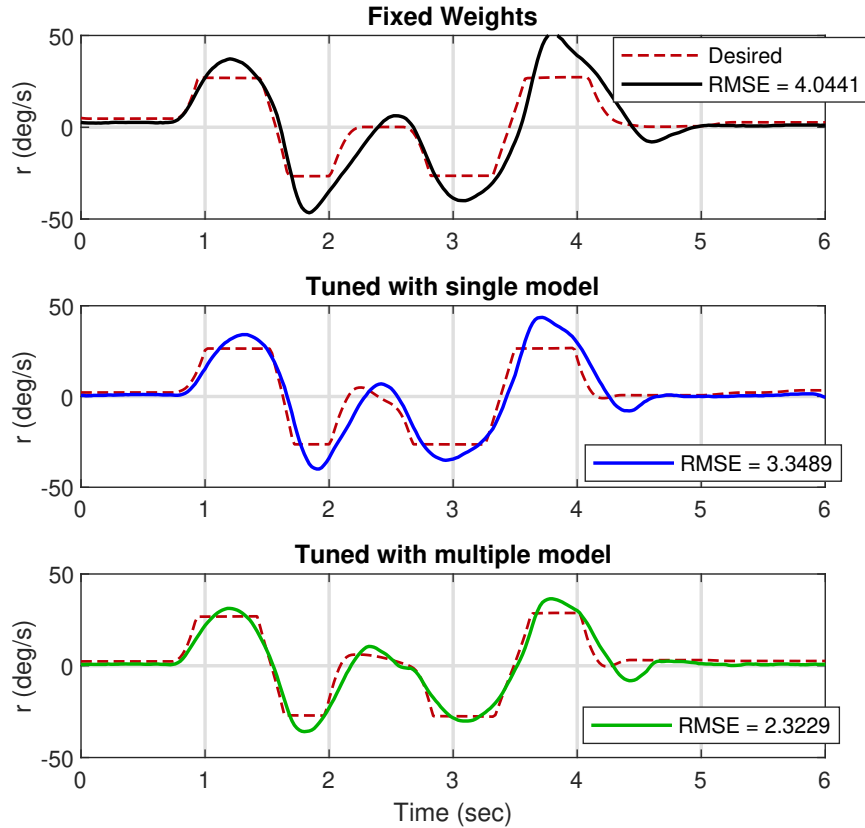 Fixed Weights
50
0
-50
r (deg/s)
Desired
RMSE = 4.0441
0 1 2 3 4 5 6
Tuned with single model
50
0
-50
r (deg/s)
RMSE = 3.3489
0 1 2 3 4 5 6
Tuned with multiple model
50
0
-50
r (deg/s)
RMSE = 2.3229
0 1 2 3 4 5 6
Time (sec)